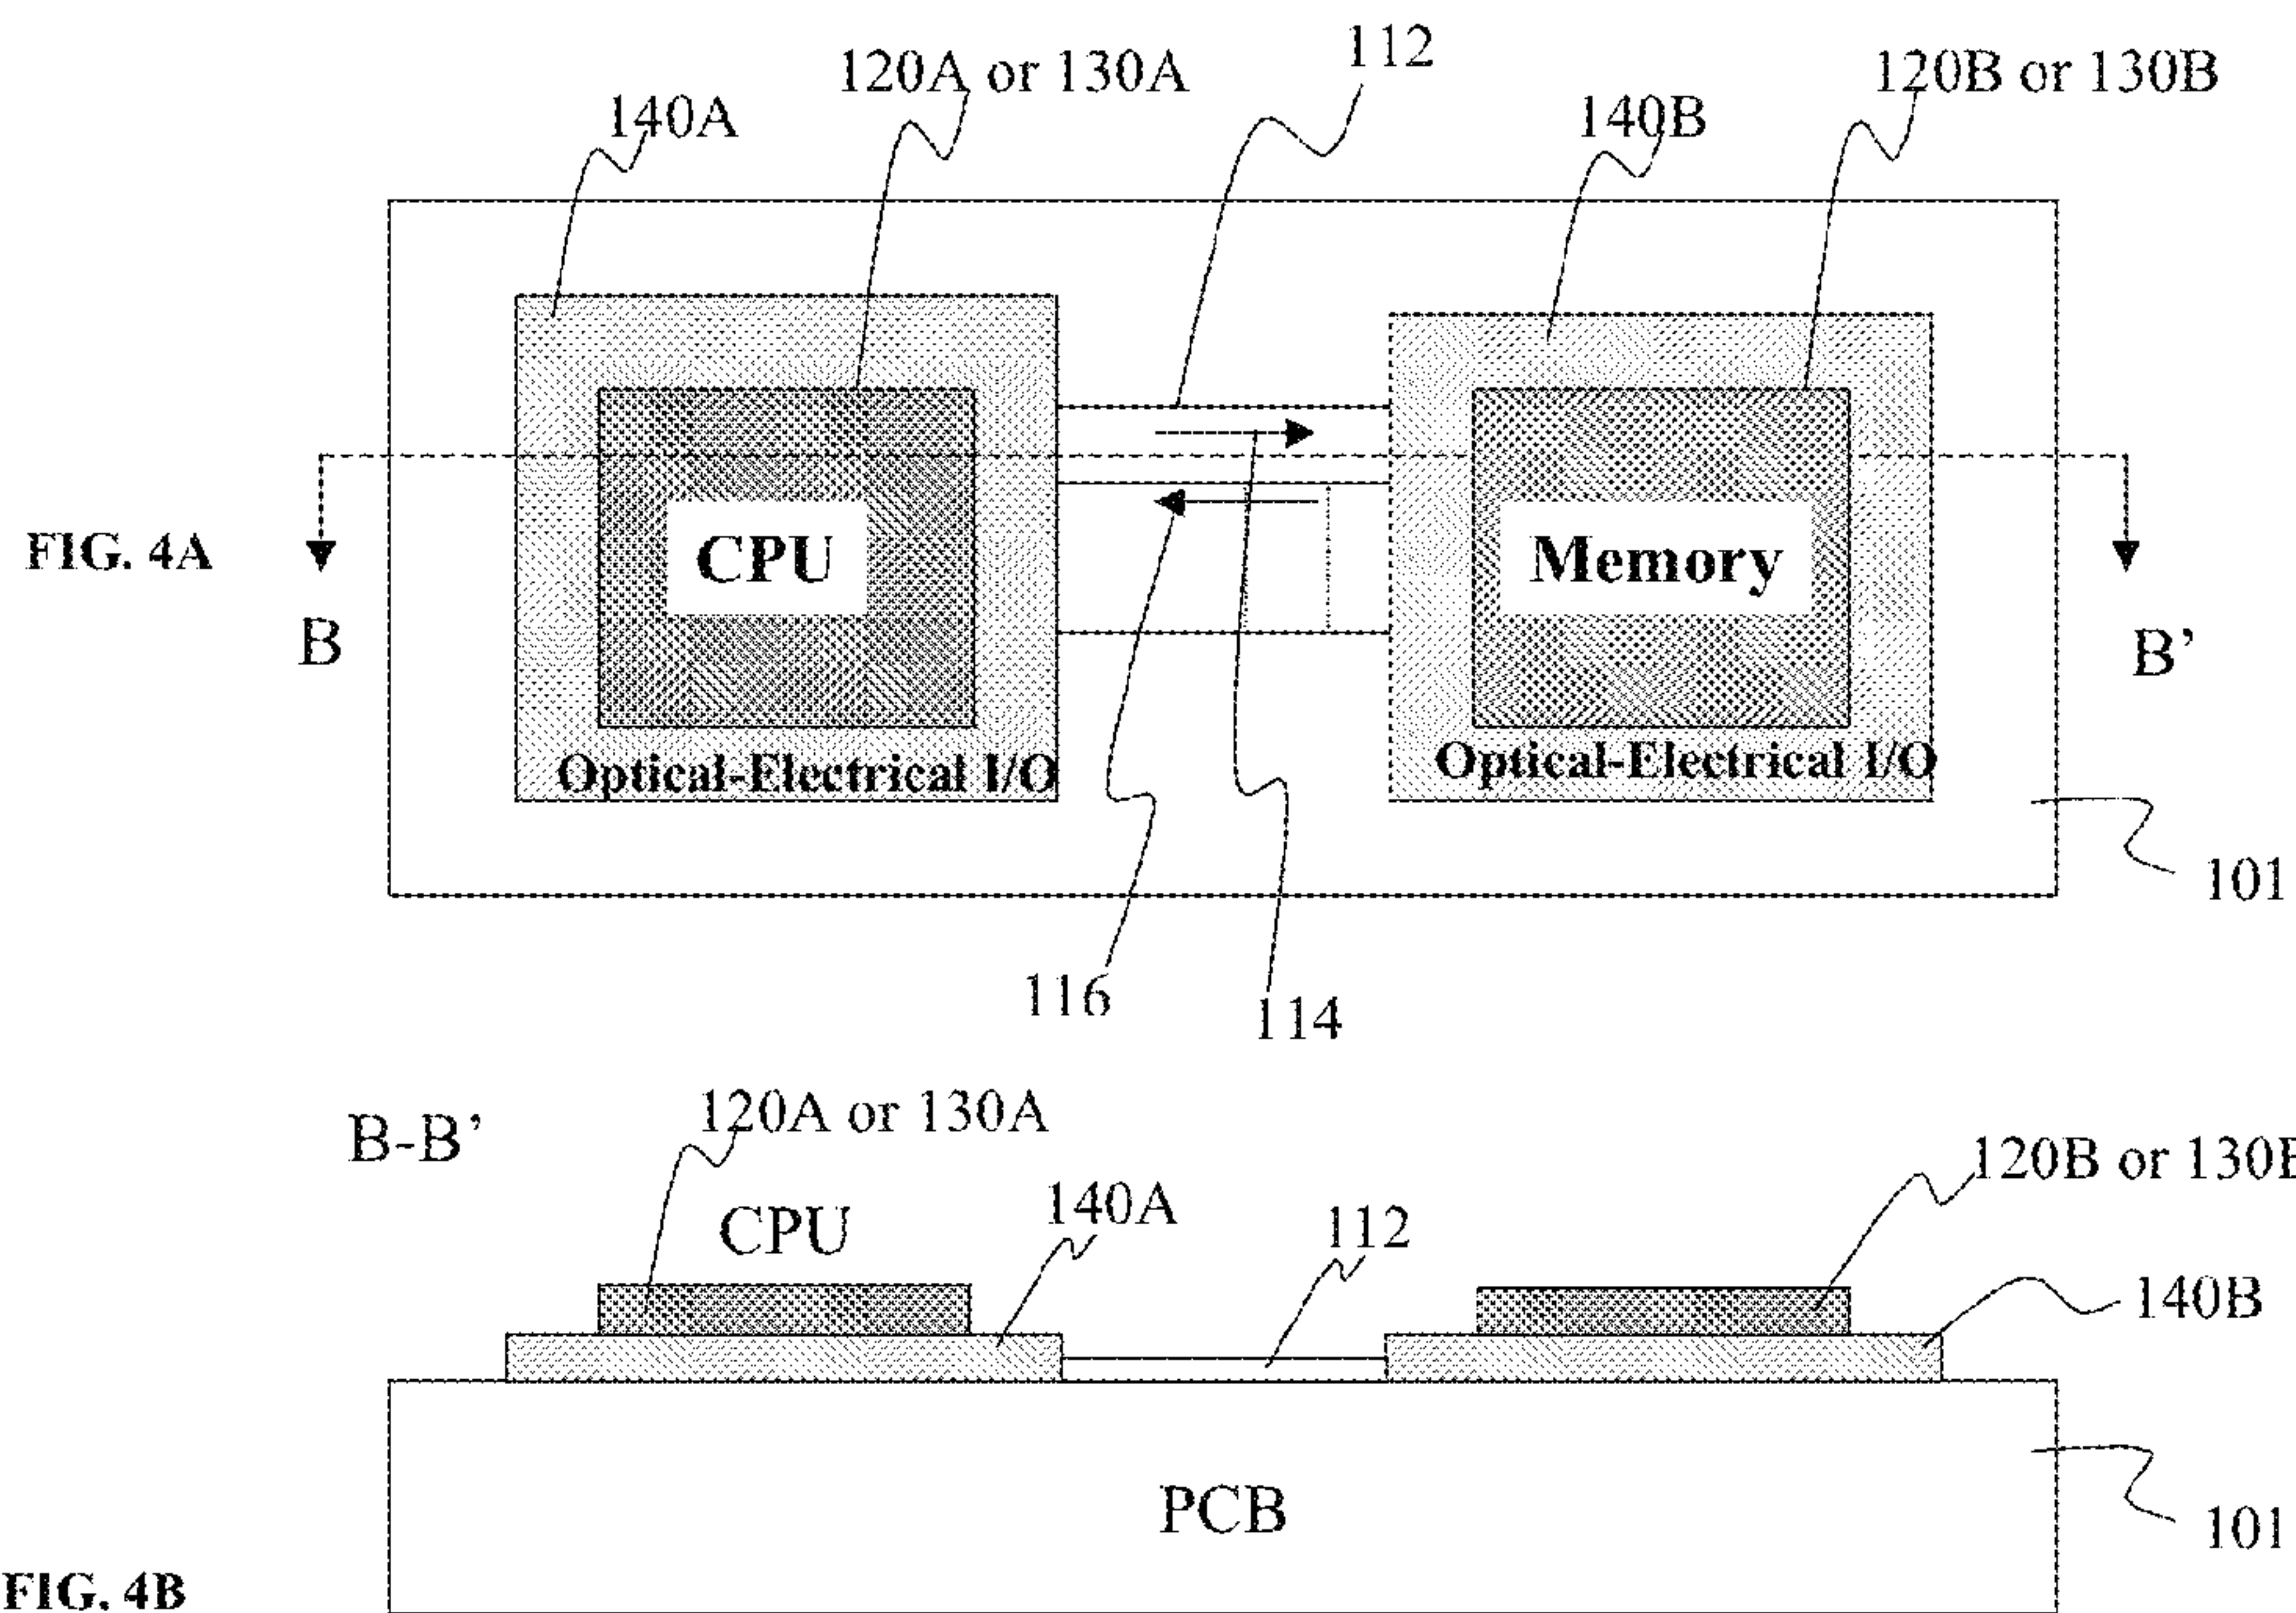 112
120A or 130A
120B or 130B
140A
140B
FIG. 4A
CPU
Memory
B
B’
Optical-Electrical I/O
Optical-Electrical I/O
101
116
114
B-B’
120A or 130A
120B or 130B
CPU
140A
112
140B
PCB
101
FIG. 4B